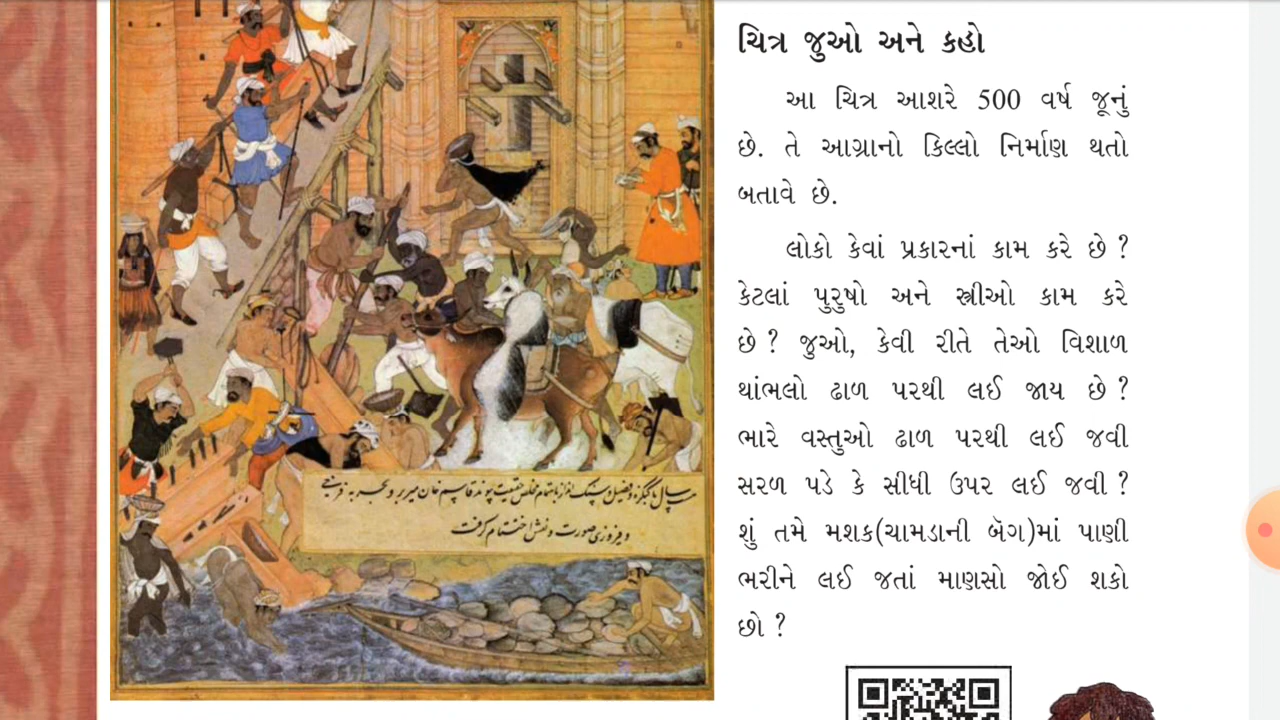 ચિત્ર જુઓ અને કહો
આ ચિત્ર આશરે 500 વર્ષ જૂનું
છે. તે આગ્રાનો કિલ્લો નિર્માણ થતો
બતાવે છે.
લોકો કેવાં પ્રકારનાં કામ કરે છે ?
કેટલાં પુરુષો અને સ્ત્રીઓ કામ કરે
છે ? જુઓ, કેવી રીતે તેઓ વિશાળ
થાંભલો ઢાળ પરથી લઈ જાય છે ?
ભારે વસ્તુઓ ઢાળ પરથી લઈ જવી
સરળ પડે કે સીધી ઉપર લઈ જવી ?
શું તમે મશક(ચામડાની બૅગ)માં પાણી
ભરીને લઈ જતાં માણસો જોઈ શકો
છો ?